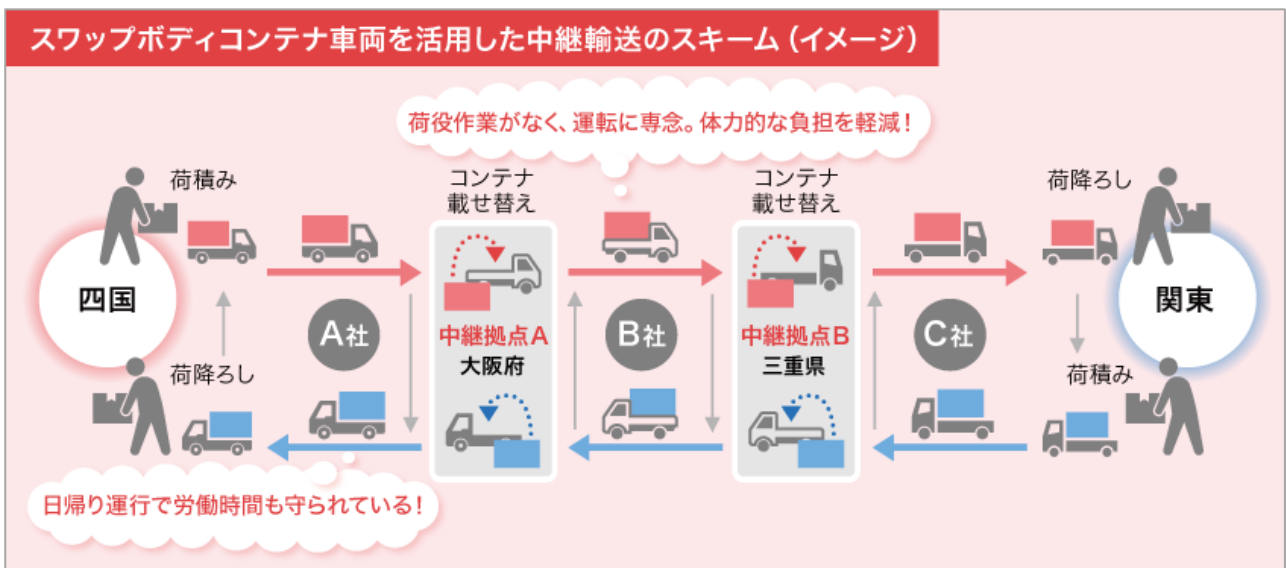 スワップボディコンテナ車両を活用した中継輸送のスキーム（イメージ）
荷役作業がなく、運転に専念。体力的な負担を軽減！
荷積み
コンテナ
載せ替え
コンテナ
載せ替え
荷降ろし
四国
A社
中継拠点A
大阪府
B社
中継拠点B
三重県
C社
関東
荷降ろし
荷積み
日帰り運行で労働時間も守られている！